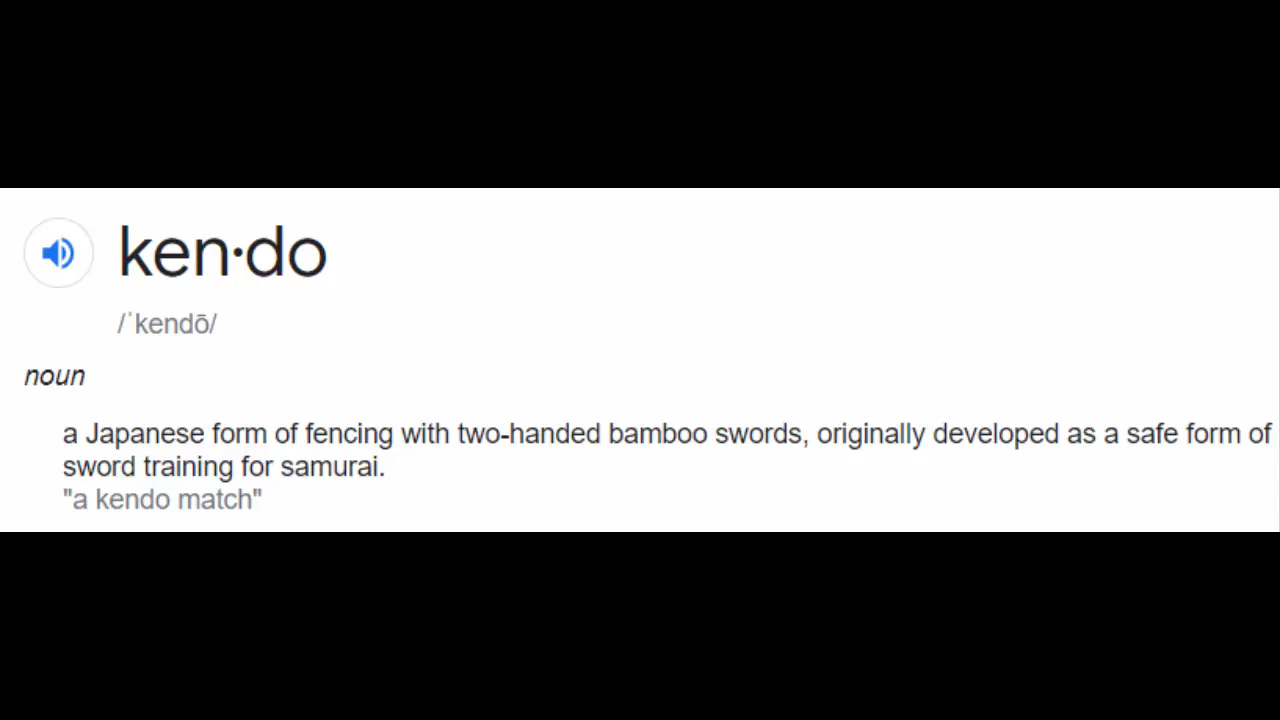 ken·do
/ˈkendō/
noun
a Japanese form of fencing with two-handed bamboo swords, originally developed as a safe form of
sword training for samurai.
"a kendo match"